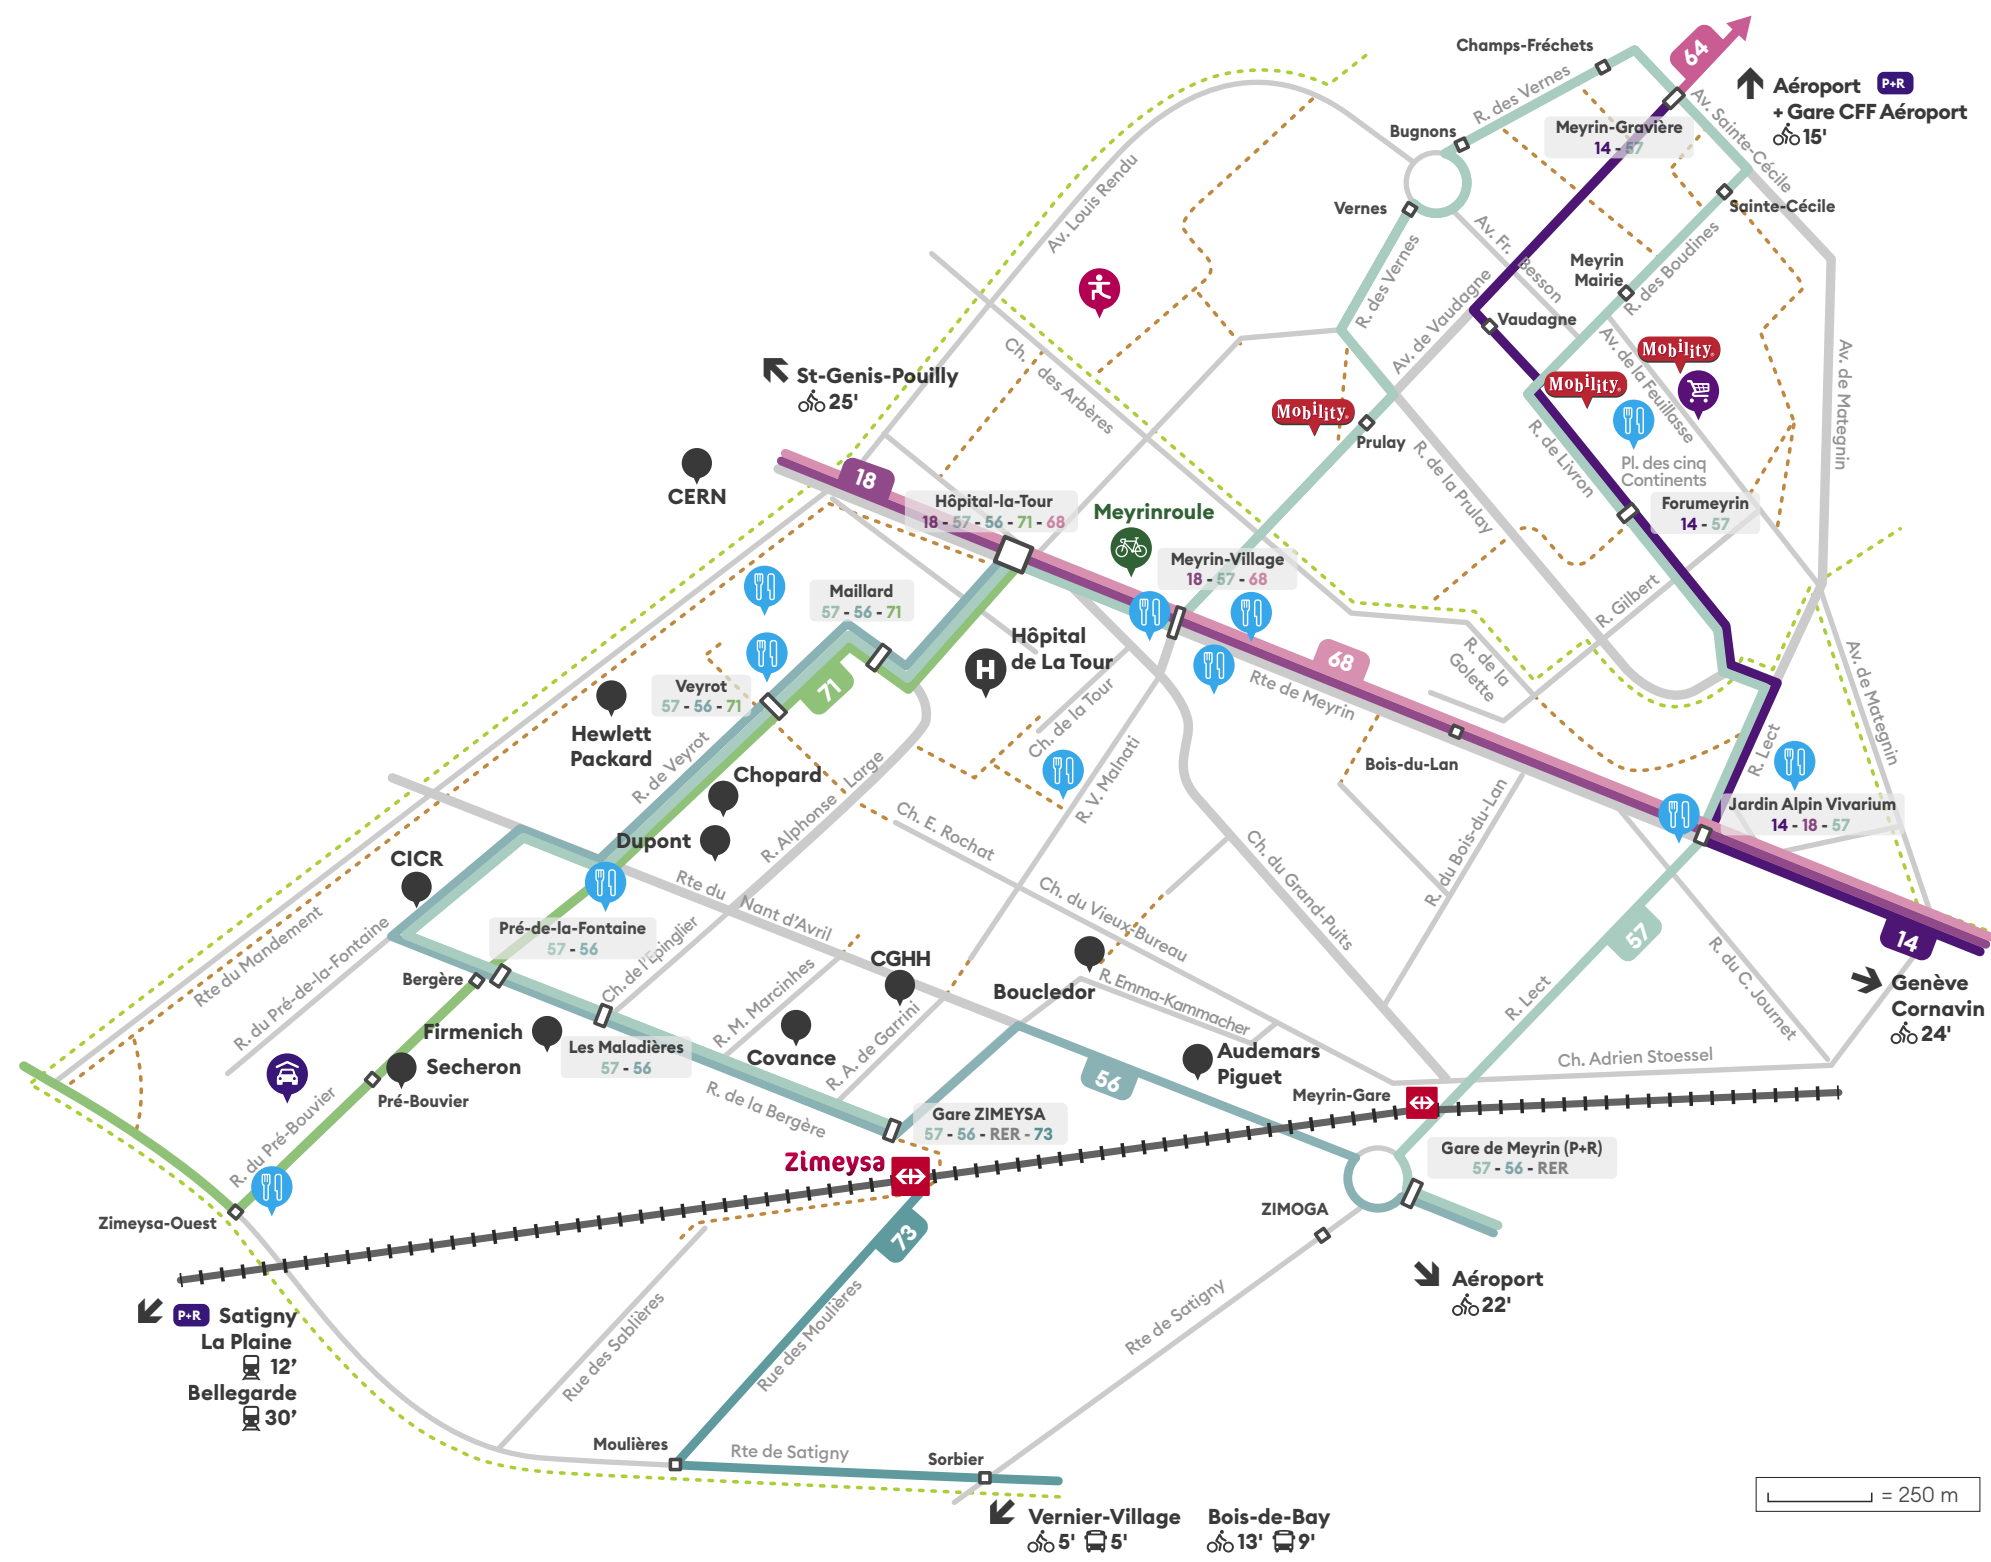 64
Champs-Fréchets
R. des Vernes
Av. Sainte-Cécile
Aéroport P+R
+ Gare CFF Aéroport
15'
Bugnons
Meyrin-Gravière
14 - 57
Av. Louis Rendu
Vernes
Sainte-Cécile
Av. Fr. Besson
R. des Vernes
Meyrin
Mairie
R. des Boudines
Av. de Vaudagne
Vaudagne
Av. de la Feuillasse
Mobility
Mobility
Mobility
Av. de Mategnin
Ch. des Arbères
St-Genis-Pouilly
25'
Prulay
R. de la Prulay
R. de Livron
Pl. des cinq
Continents
Forumeyrin
14 - 57
CERN
18
Hôpital-la-Tour
18 - 57 - 56 - 71 - 68
Meyrinroule
Meyrin-Village
18 - 57 - 68
Maillard
57 - 56 - 71
Hôpital
de La Tour
H
R. Gilbert
R. de la
Golette
68
Rte de Meyrin
Av. de Mategnin
Veyrot
57 - 56 - 71
71
Hewlett
Packard
Ch. de la Tour
R. V. Malnati
R. de Veyrot
Chopard
R. Alphonse - Large
Bois-du-Lan
R. Lect
Jardin Alpin Vivarium
14 - 18 - 57
Dupont
Ch. E. Rochat
R. du Bois-du-Lan
Ch. du Grand-Puits
CICR
Rte du Nant d'Avril
Ch. du Vieux-Bureau
57
14
Rte du Mandement
R. du Pré-de-la-Fontaine
Pré-de-la-Fontaine
57 - 56
Ch. de l'Epinglier
Bergère
CGHH
R. M. Marcinhes
Boucledor
R. Emma-Kammacher
R. Lect
R. du C. Journet
Genève
Cornavin
24'
Firmenich
Les Maladières
57 - 56
Covance
R. A. de Garrini
Secheron
Pré-Bouvier
R. du Pré-Bouvier
R. de la Bergère
56
Audemars
Piguet
Meyrin-Gare
Ch. Adrien Stoessel
Gare ZIMEYSA
57 - 56 - RER - 73
Zimeysa
Gare de Meyrin (P+R)
57 - 56 - RER
Zimeysa-Ouest
73
ZIMOGA
Aéroport
22'
P+R Satigny
La Plaine
12’
Bellegarde
30’
Rue des Sablières
Rue des Moulières
Rte de Satigny
Moulières
Rte de Satigny
Sorbier
Vernier-Village
5' 5'
Bois-de-Bay
13' 9'
= 250 m